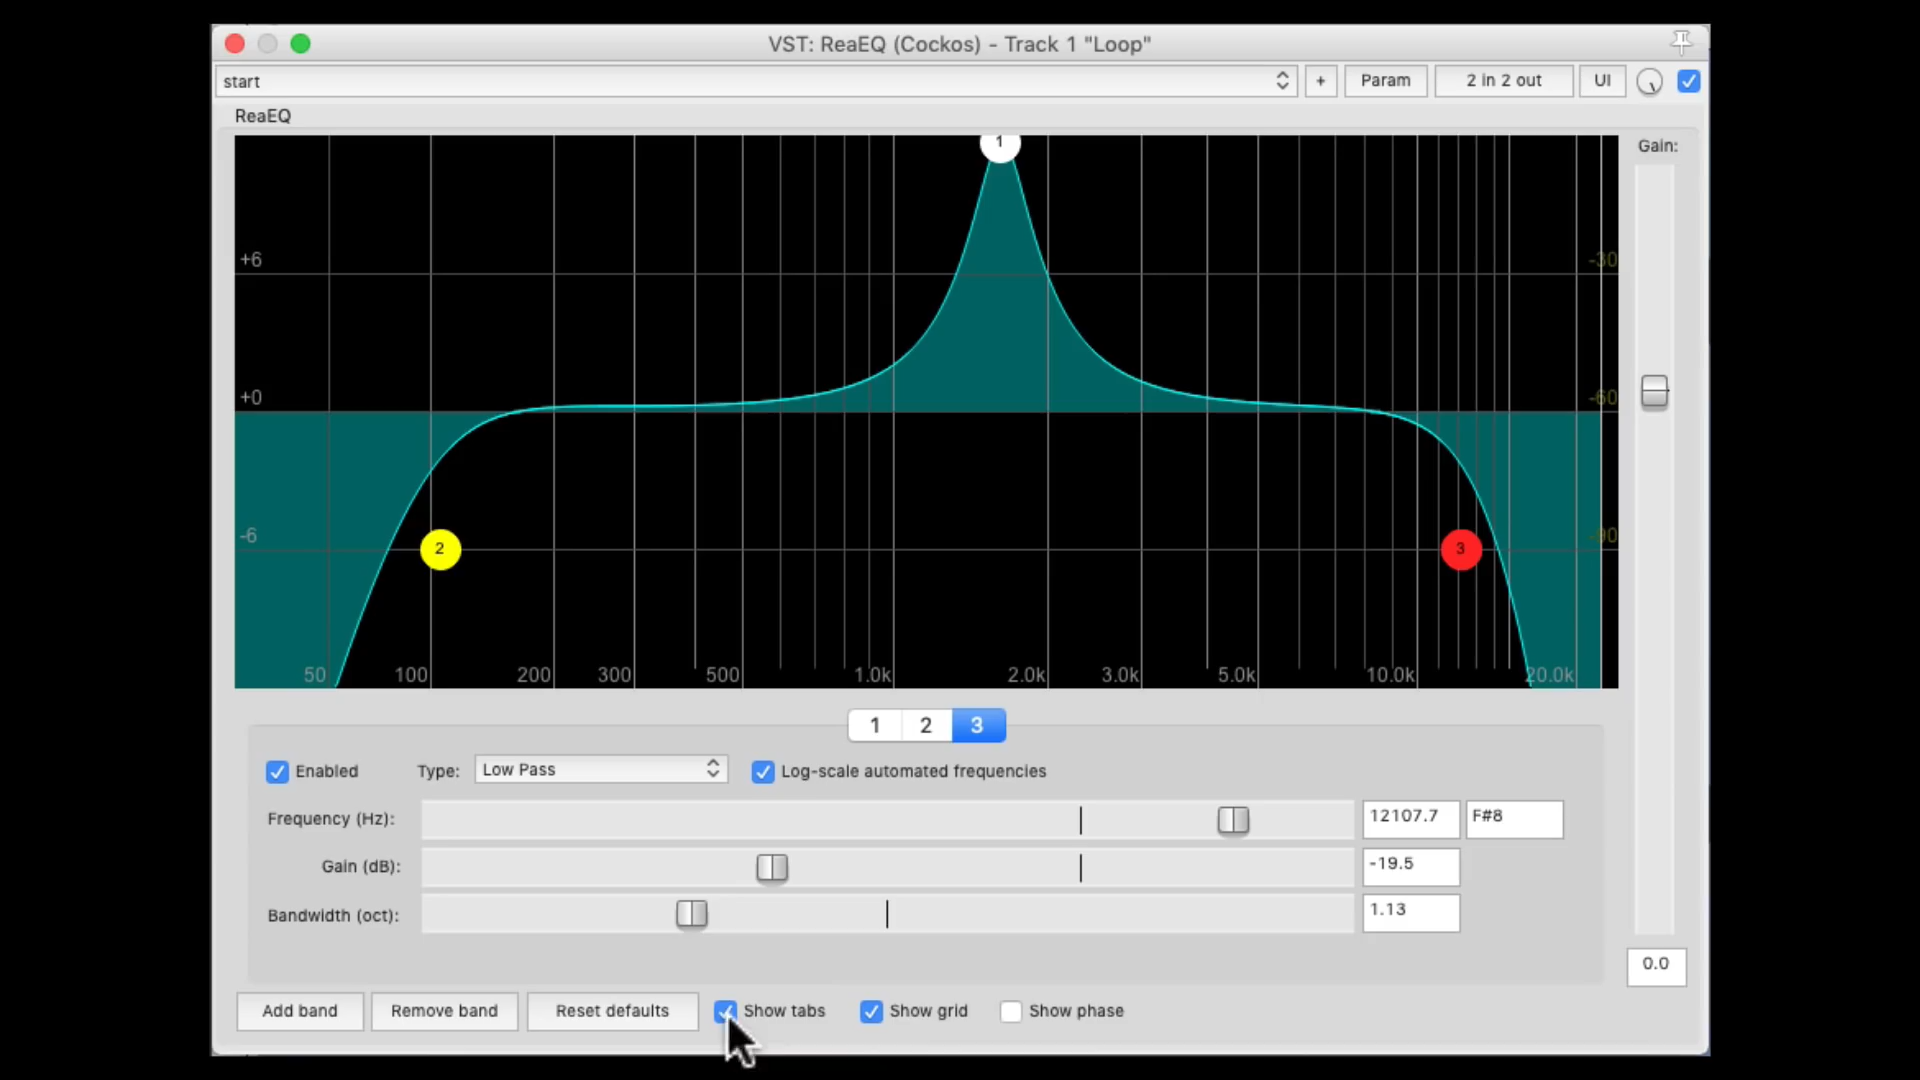 VST: ReaEQ (Cockos) - Track 1 "Loop"
start
+
Param
2 in 2 out
UI
ReaEQ
Gain:
1
+6
-30
+0
-60
-6
-90
2
3
50
100
200
300
500
1.0k
2.0k
3.0k
5.0k
10.0k
20.0k
1 2 3
Enabled
Type:
Low Pass
Log-scale automated frequencies
Frequency (Hz):
12107.7
F#8
Gain (dB):
-19.5
Bandwidth (oct):
1.13
0.0
Add band
Remove band
Reset defaults
Show tabs
Show grid
Show phase